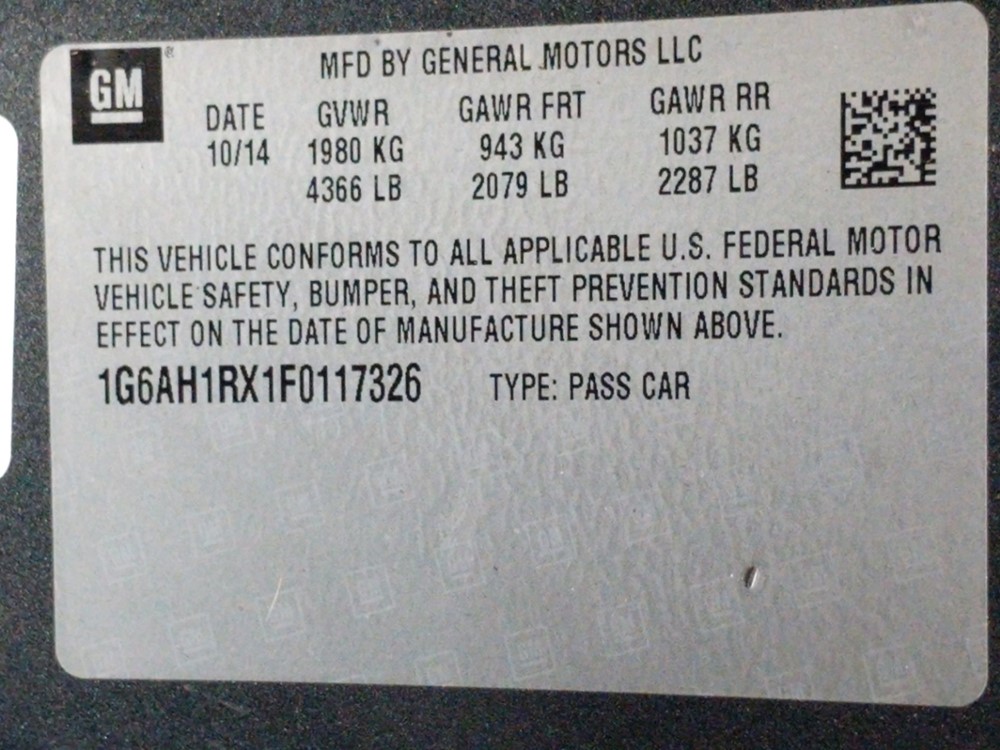 GM®
MFD BY GENERAL MOTORS LLC
DATE GVWR GAWR FRT GAWR RR
10/14 1980 KG 943 KG 1037 KG
4366 LB 2079 LB 2287 LB
THIS VEHICLE CONFORMS TO ALL APPLICABLE U.S. FEDERAL MOTOR
VEHICLE SAFETY, BUMPER, AND THEFT PREVENTION STANDARDS IN
EFFECT ON THE DATE OF MANUFACTURE SHOWN ABOVE.
1G6AH1RX1F0117326 TYPE: PASS CAR